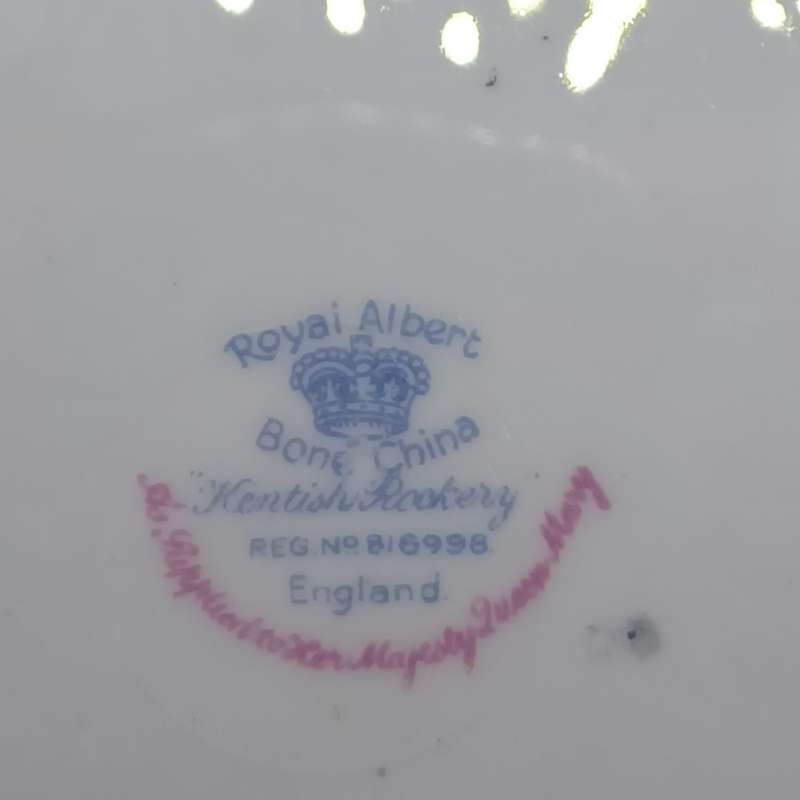 Royal Albert
Bone China
"Kentish Rockery"
REG. No 816998.
England.
As Supplied to Her Majesty Queen Mary